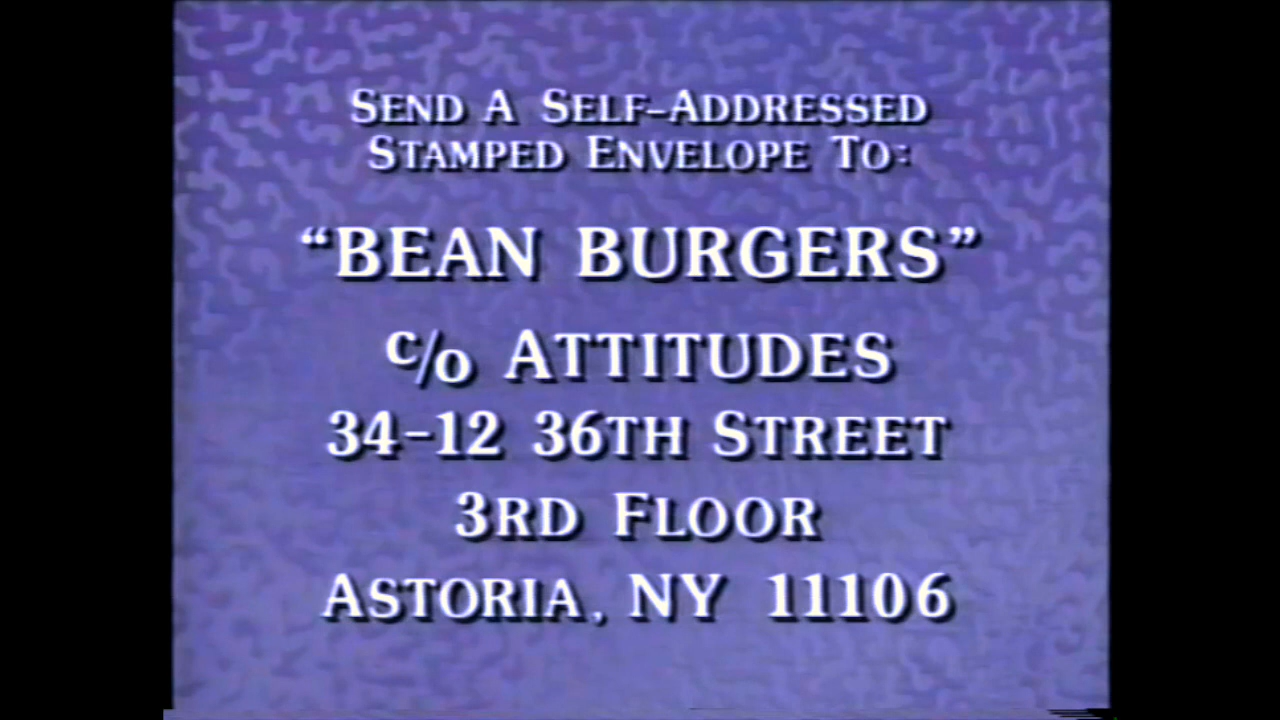 SEND A SELF-ADDRESSED
STAMPED ENVELOPE TO:
“BEAN BURGERS”
c/o ATTITUDES
34-12 36TH STREET
3RD FLOOR
ASTORIA, NY 11106